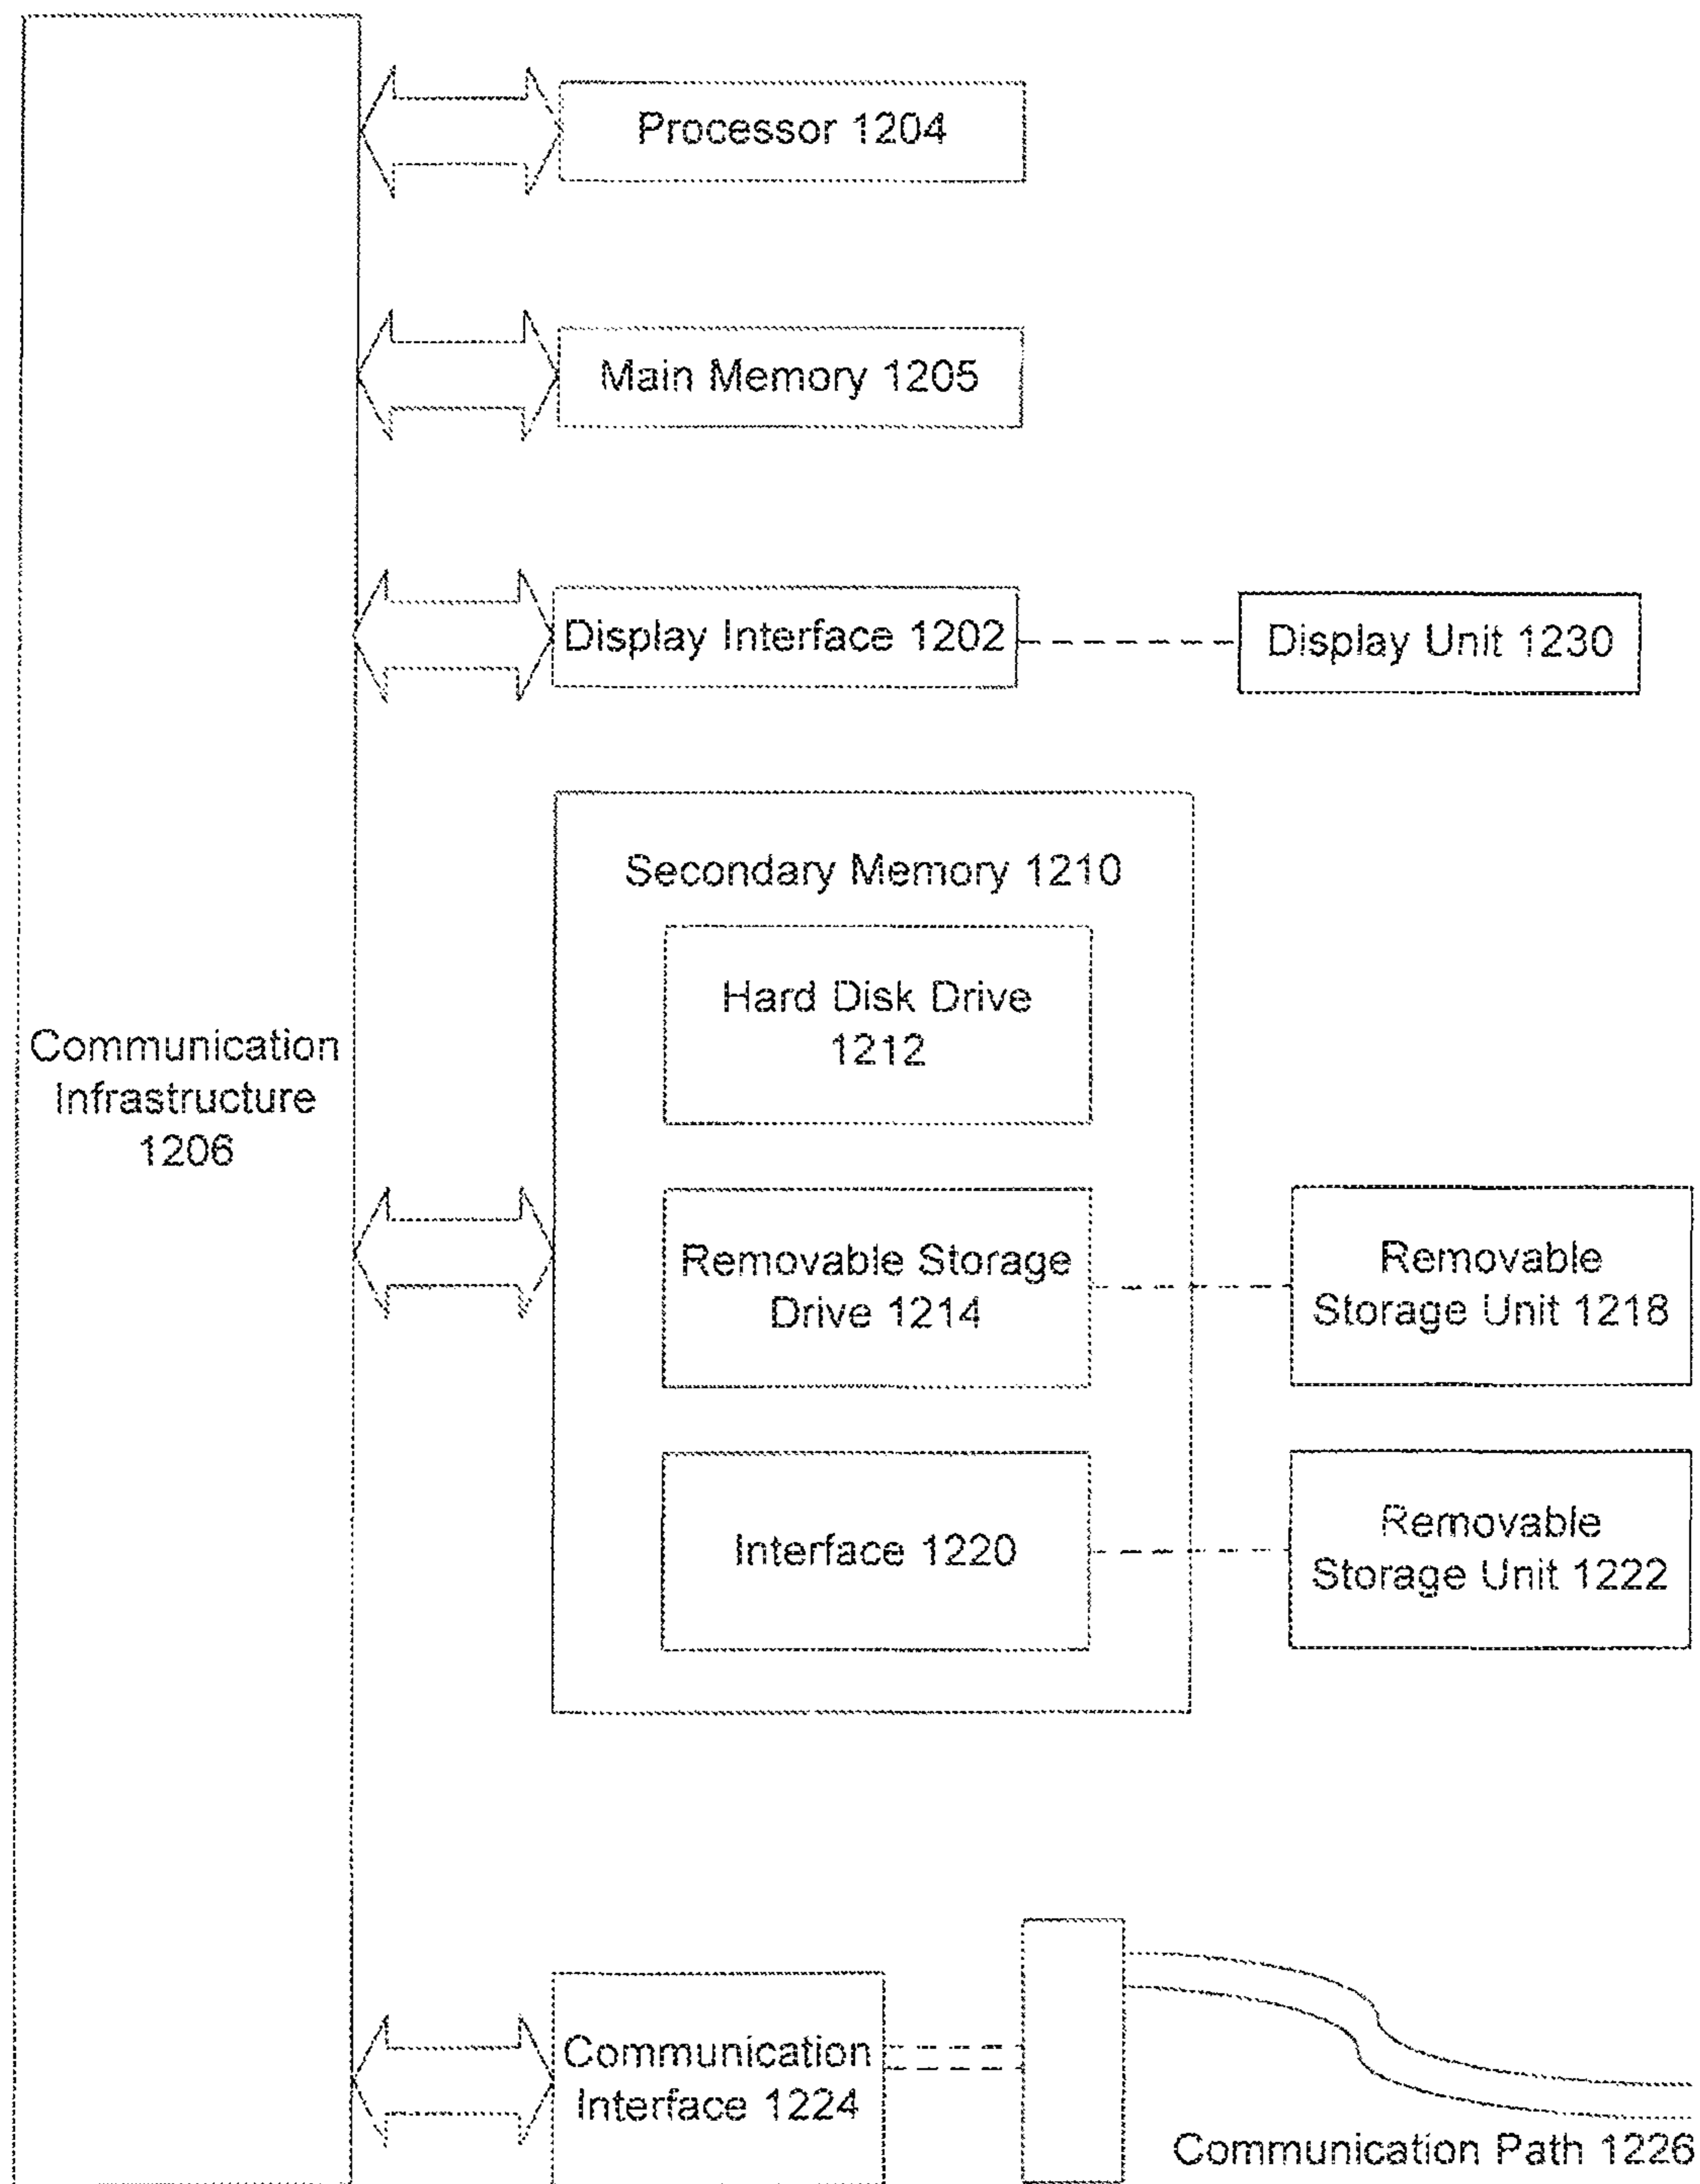 Processor 1204
Main Memory 1205
Display Interface 1202
Display Unit 1230
Secondary Memory 1210
Hard Disk Drive
1212
Communication
Infrastructure
1206
Removable Storage
Drive 1214
Removable
Storage Unit 1218
Interface 1220
Removable
Storage Unit 1222
Communication
Interface 1224
Communication Path 1226